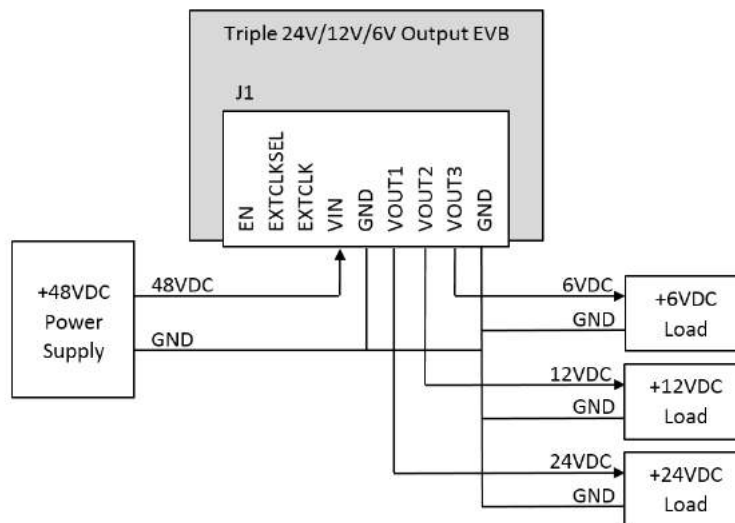 Triple 24V/12V/6V Output EVB
J1
EN
EXTCLKSEL
EXTCLK
VIN
GND
VOUT1
VOUT2
VOUT3
GND
+48VDC
Power
Supply
48VDC
GND
6VDC
GND
+6VDC
Load
12VDC
GND
+12VDC
Load
24VDC
GND
+24VDC
Load